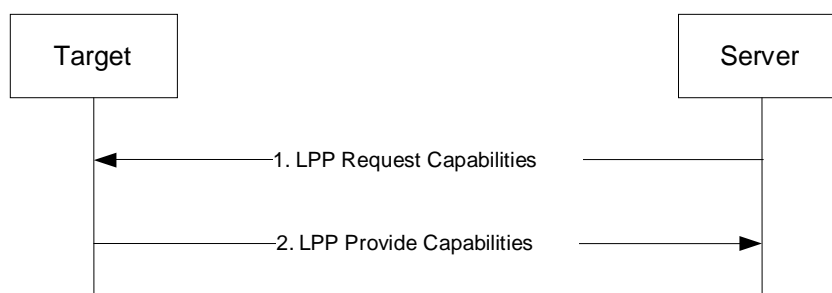 Target
Server
1. LPP Request Capabilities
2. LPP Provide Capabilities